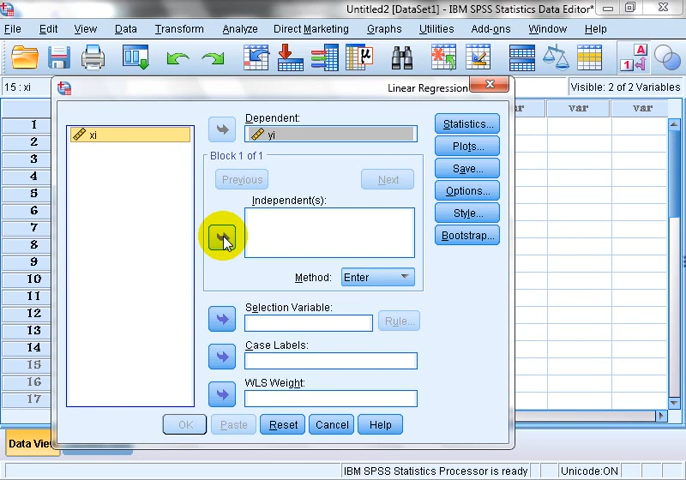 Untitled2 [DataSet1] - IBM SPSS Statistics Data Editor*
File Edit View Data Transform Analyze Direct Marketing Graphs Utilities Add-ons Window Help
15 : xi
Visible: 2 of 2 Variables
Linear Regression
var var var
1
2
3
4
5
6
7
8
9
10
11
12
13
14
15
16
17
xi
Dependent:
yi
Block 1 of 1
Previous Next
Independent(s):
Method: Enter
Selection Variable:
Rule...
Case Labels:
WLS Weight:
Statistics...
Plots...
Save...
Options...
Style...
Bootstrap...
OK Paste Reset Cancel Help
Data View
IBM SPSS Statistics Processor is ready Unicode:ON